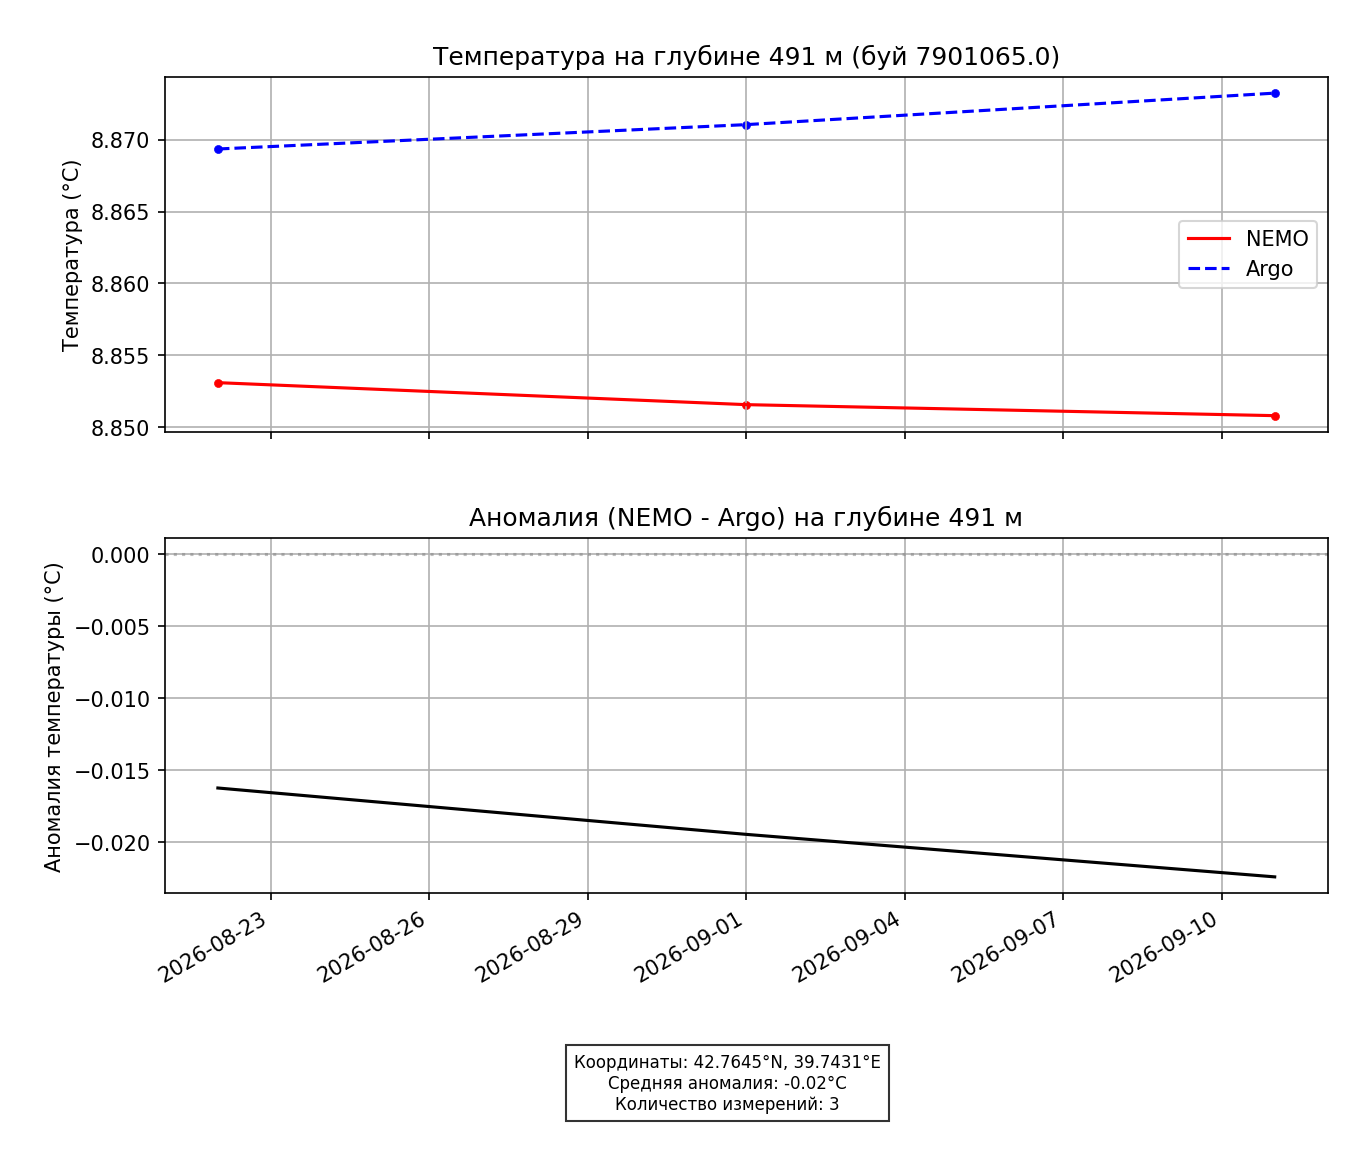 Температура на глубине 491 м (буй 7901065.0)
Температура (°C)
8.870
8.865
8.860
8.855
8.850
NEMO
Argo
Аномалия (NEMO - Argo) на глубине 491 м
Аномалия температуры (°C)
0.000
−0.005
−0.010
−0.015
−0.020
2026-08-23
2026-08-26
2026-08-29
2026-09-01
2026-09-04
2026-09-07
2026-09-10
Координаты: 42.7645°N, 39.7431°E
Средняя аномалия: -0.02°C
Количество измерений: 3